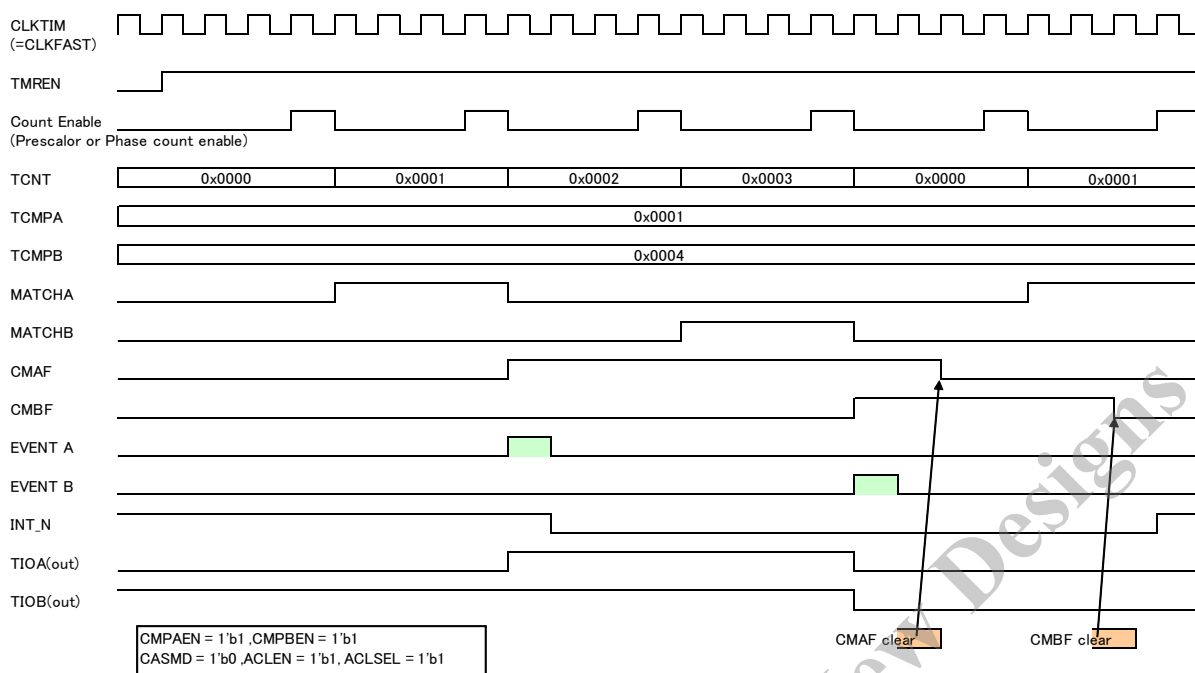 CLKTIM
(=CLKFAST)
TMREN
Count Enable
(Prescalor or Phase count enable)
TCNT 0x0000 0x0001 0x0002 0x0003 0x0000 0x0001
TCMPA 0x0001
TCMPB 0x0004
MATCHA
MATCHB
CMAF
CMBF
EVENT A
EVENT B
INT_N
TIOA(out)
TIOB(out)
CMPAEN = 1'b1 ,CMPBEN = 1'b1
CASMD = 1'b0 ,ACLEN = 1'b1, ACLSEL = 1'b1
CMAF clear CMBF clear
New Designs